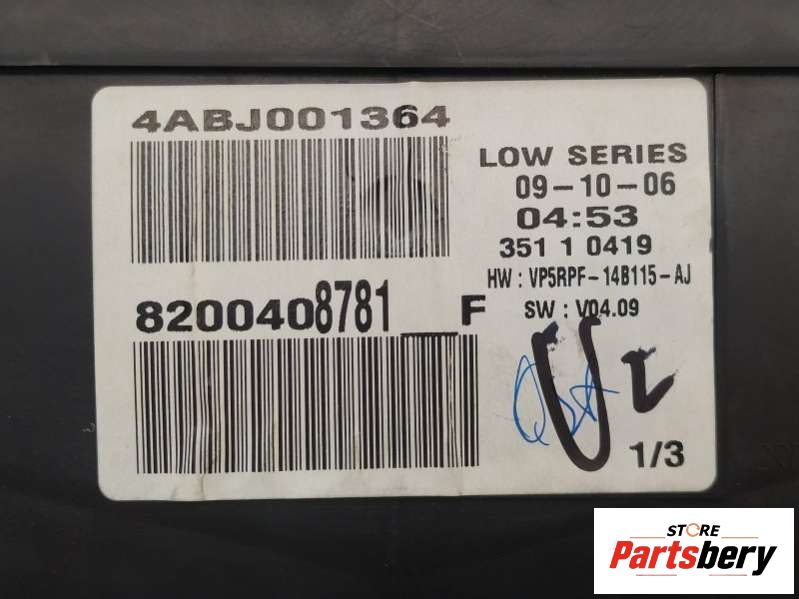 4ABJ001364
LOW SERIES
09-10-06
04:53
351 1 0419
HW : VP5RPF-14B115-AJ
SW : V04.09
8200408781__F
1/3
STORE
Partsbery